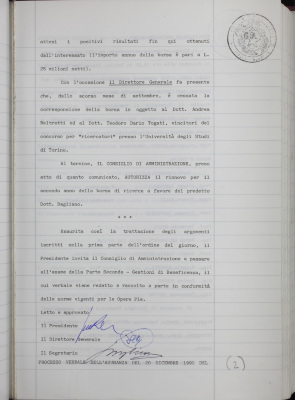 attesi i positivi risultati fin qui ottenuti
dall'interessato l'importo annuo della borsa è pari a L.
25 milioni netti.
Con l'occasione il Direttore Generale fa presente
che, dallo scorso mese di settembre, è cessata la
corresponsione della borsa in oggetto al Dott. Andrea
Beltratti ed al Dott. Teodoro Dario Togati, vincitori del
concorso per "ricercatori" presso l'Università degli Studi
di Torino.
Al termine, IL CONSIGLIO DI AMMINISTRAZIONE, preso
atto di quanto comunicato, AUTORIZZA il rinnovo per il
secondo anno della borsa di ricerca a favore del predetto
Dott. Pagliano.
* * *
Esaurita così la trattazione degli argomenti
iscritti nella prima parte dell'ordine del giorno, il
Presidente invita il Consiglio di Amministrazione a passare
all'esame della Parte Seconda - Gestioni di Beneficenza, il
cui verbale viene redatto e raccolto a parte in conformità
delle norme vigenti per le Opere Pie.
Letto e approvato
Il Presidente
Il Direttore Generale
Il Segretario
PROCESSO VERBALE DELL'ADUNANZA DEL 20 DICEMBRE 1990 DEL
(2)